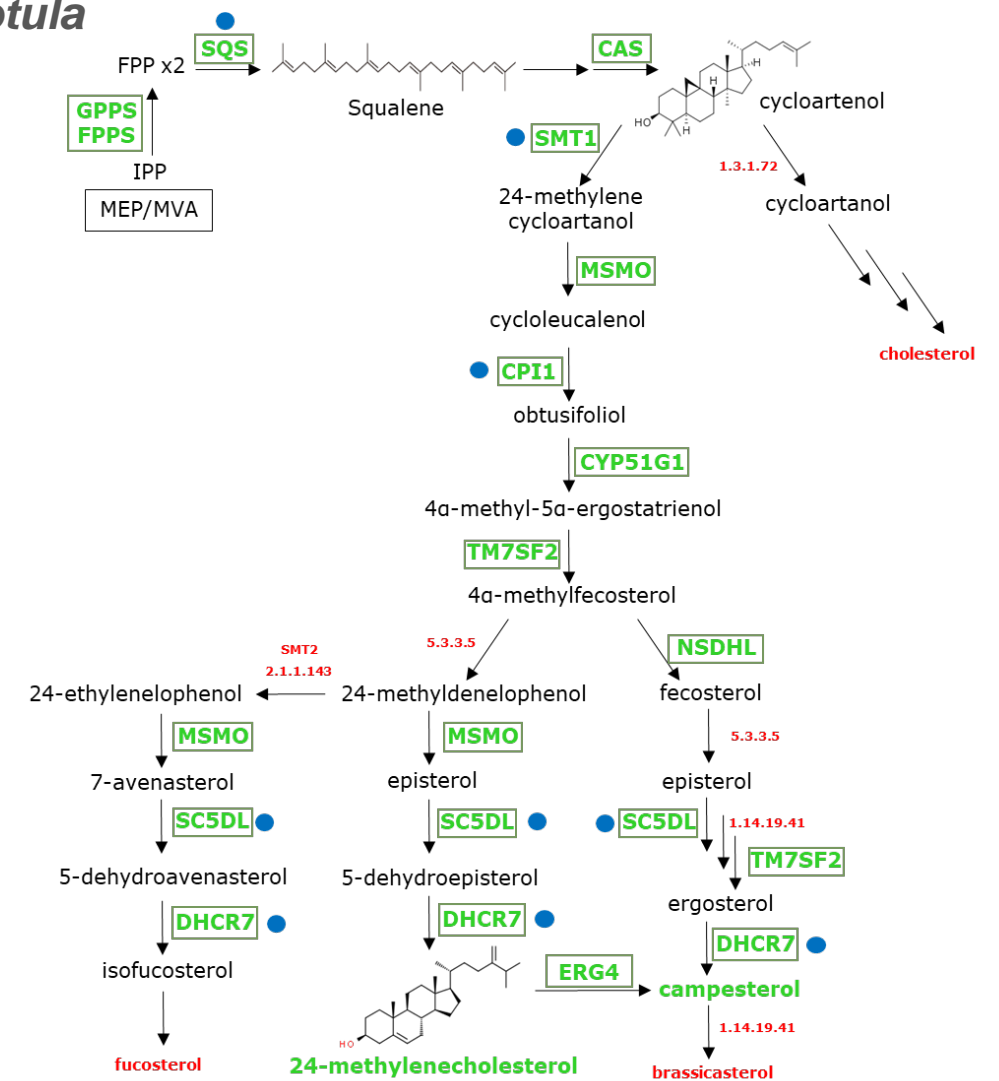 otula
SQS
CAS
FPP x2
Squalene
H
H
H
HO
cycloartenol
GPPS
FPPS
SMT1
IPP
1.3.1.72
MEP/MVA
24-methylene
cycloartanol
cycloartanol
MSMO
cycloleucalenol
cholesterol
CPI1
obtusifoliol
CYP51G1
4α-methyl-5α-ergostatrienol
TM7SF2
4α-methylfecosterol
SMT2
2.1.1.143
5.3.3.5
NSDHL
24-ethylenelophenol
24-methyldenelophenol
fecosterol
MSMO
MSMO
5.3.3.5
7-avenasterol
episterol
episterol
SC5DL
SC5DL
SC5DL
1.14.19.41
TM7SF2
5-dehydroavenasterol
5-dehydroepisterol
ergosterol
DHCR7
DHCR7
DHCR7
isofucosterol
ERG4
campesterol
HO
1.14.19.41
fucosterol
24-methylenecholesterol
brassicasterol